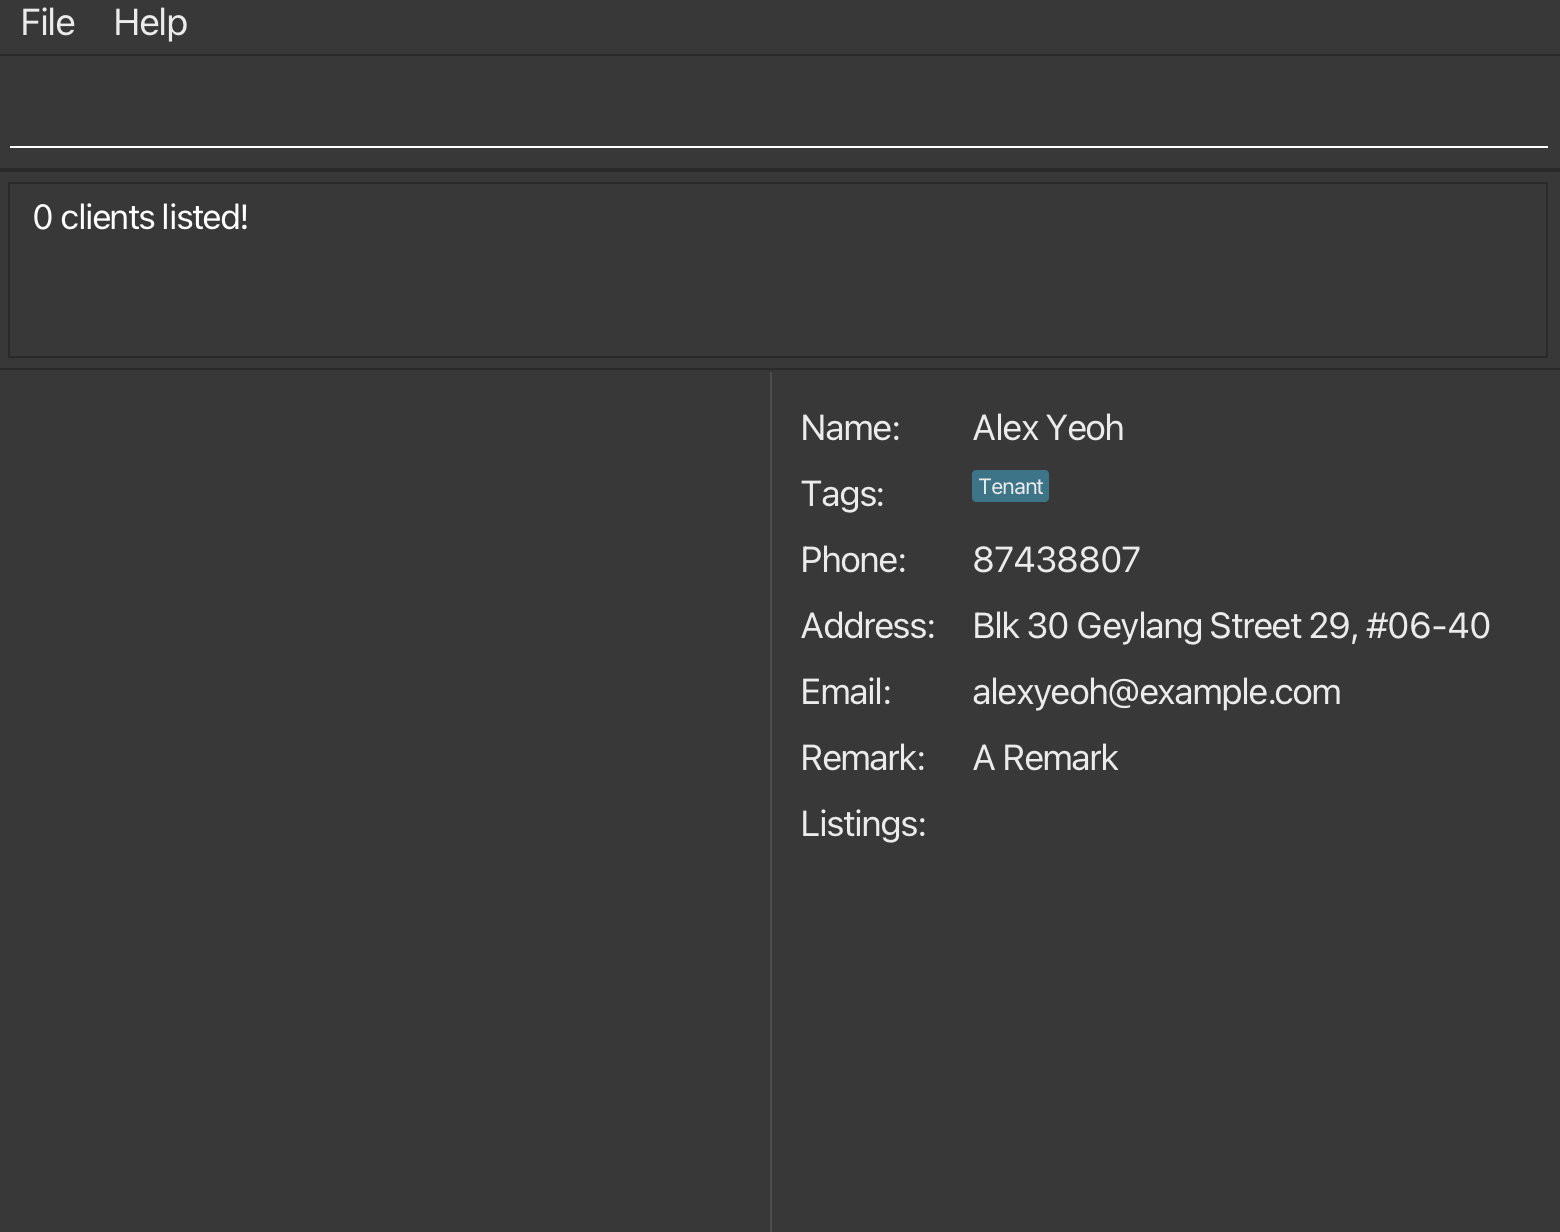 File Help
0 clients listed!
Name: Alex Yeoh
Tags: Tenant
Phone: 87438807
Address: Blk 30 Geylang Street 29, #06-40
Email: alexyeoh@example.com
Remark: A Remark
Listings: